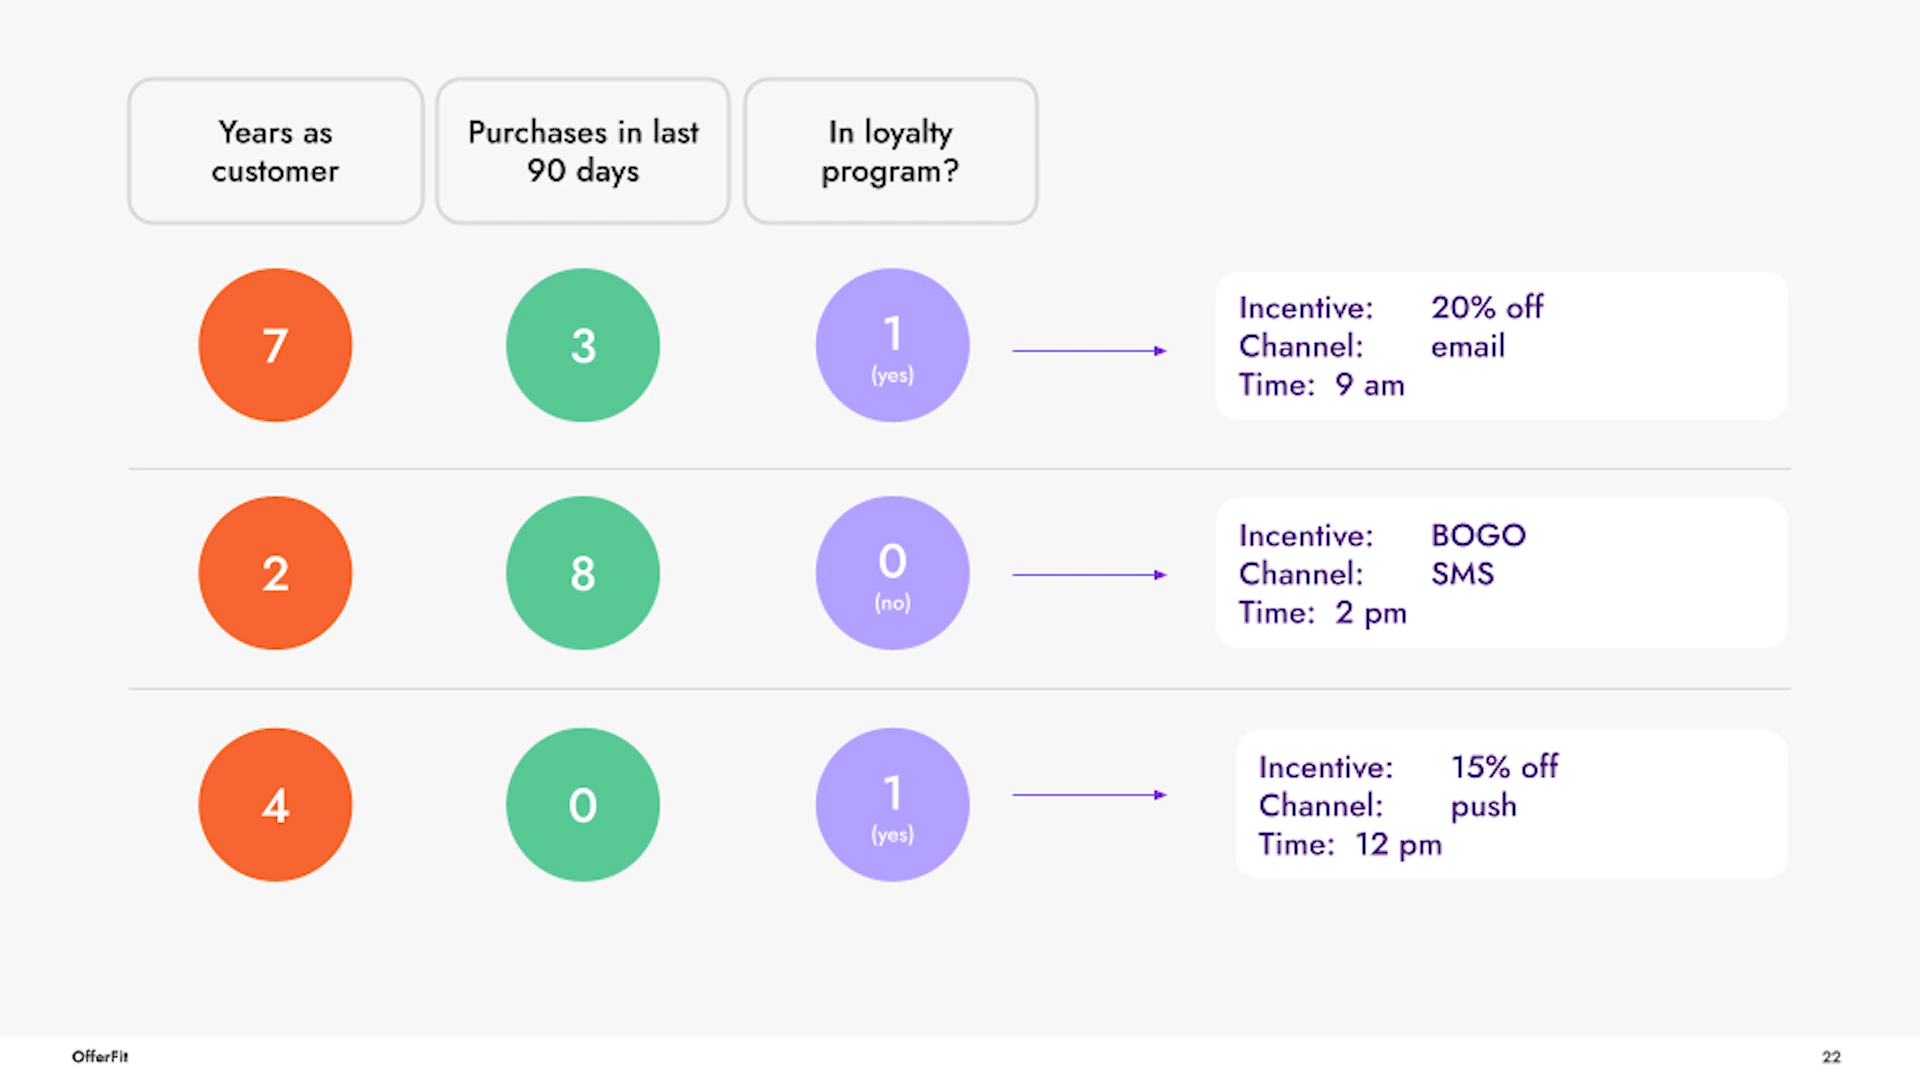 Years as
customer
Purchases in last
90 days
In loyalty
program?
7
3
1
(yes)
Incentive: 20% off
Channel: email
Time: 9 am
2
8
0
(no)
Incentive: BOGO
Channel: SMS
Time: 2 pm
4
0
1
(yes)
Incentive: 15% off
Channel: push
Time: 12 pm
OfferFit
22